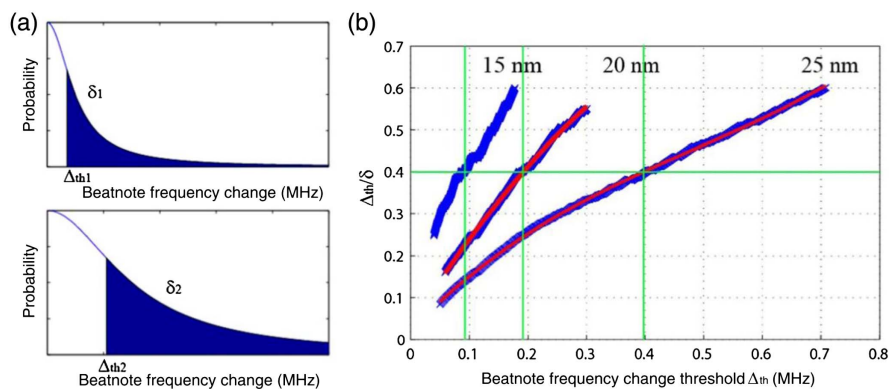 (a)
Probability
δ1
Δth1
Beatnote frequency change (MHz)
Probability
δ2
Δth2
Beatnote frequency change (MHz)
(b)
0.7
0.6
0.5
0.4
0.3
0.2
0.1
0
Δth/δ
15 nm 20 nm 25 nm
0 0.1 0.2 0.3 0.4 0.5 0.6 0.7 0.8
Beatnote frequency change threshold Δth (MHz)